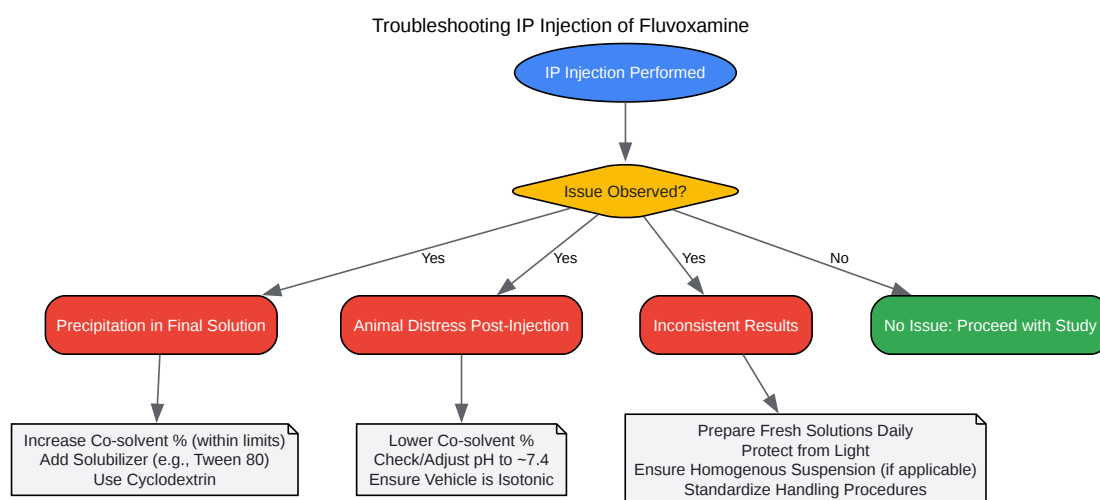 Troubleshooting IP Injection of Fluvoxamine
IP Injection Performed
Issue Observed?
Yes
Yes
Yes
No
Precipitation in Final Solution
Animal Distress Post-Injection
Inconsistent Results
No Issue: Proceed with Study
Increase Co-solvent % (within limits)
Add Solubilizer (e.g., Tween 80)
Use Cyclodextrin
Lower Co-solvent %
Check/Adjust pH to ~7.4
Ensure Vehicle is Isotonic
Prepare Fresh Solutions Daily
Protect from Light
Ensure Homogenous Suspension (if applicable)
Standardize Handling Procedures